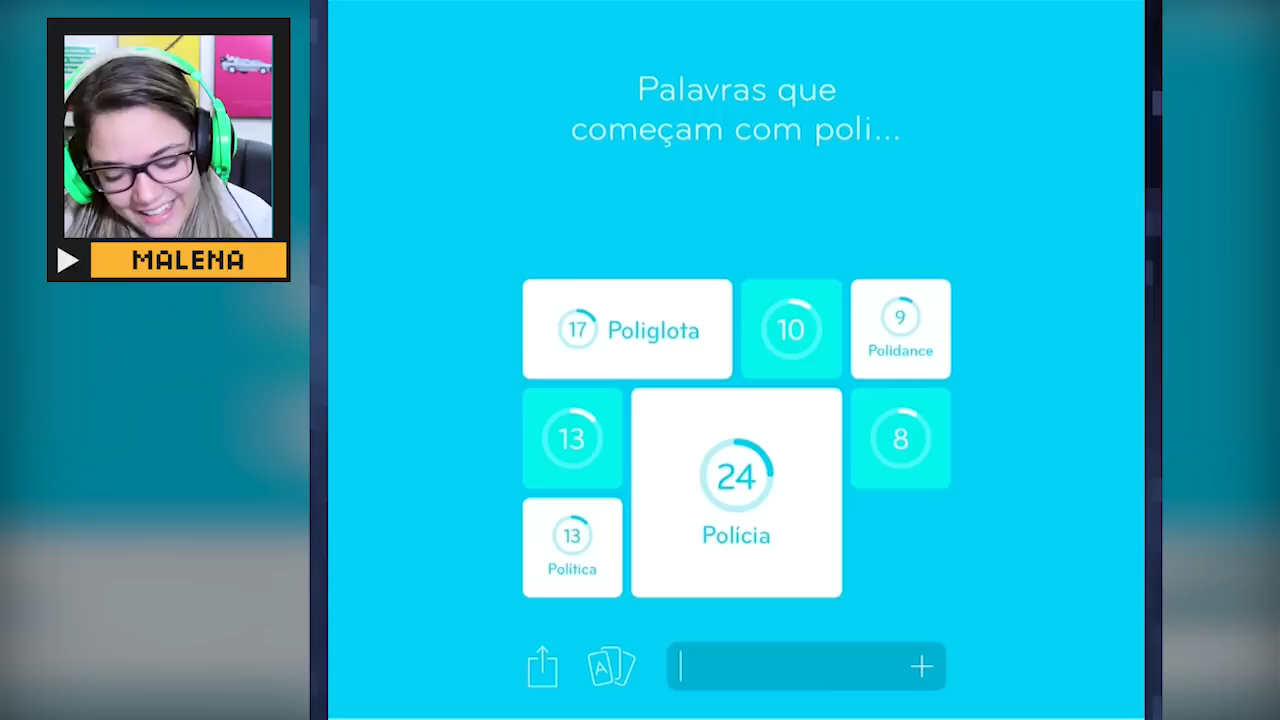 MALENA
Palavras que
começam com poli...
17 Poliglota
10
9
Polidance
13
24
Polícia
8
13
Política
A